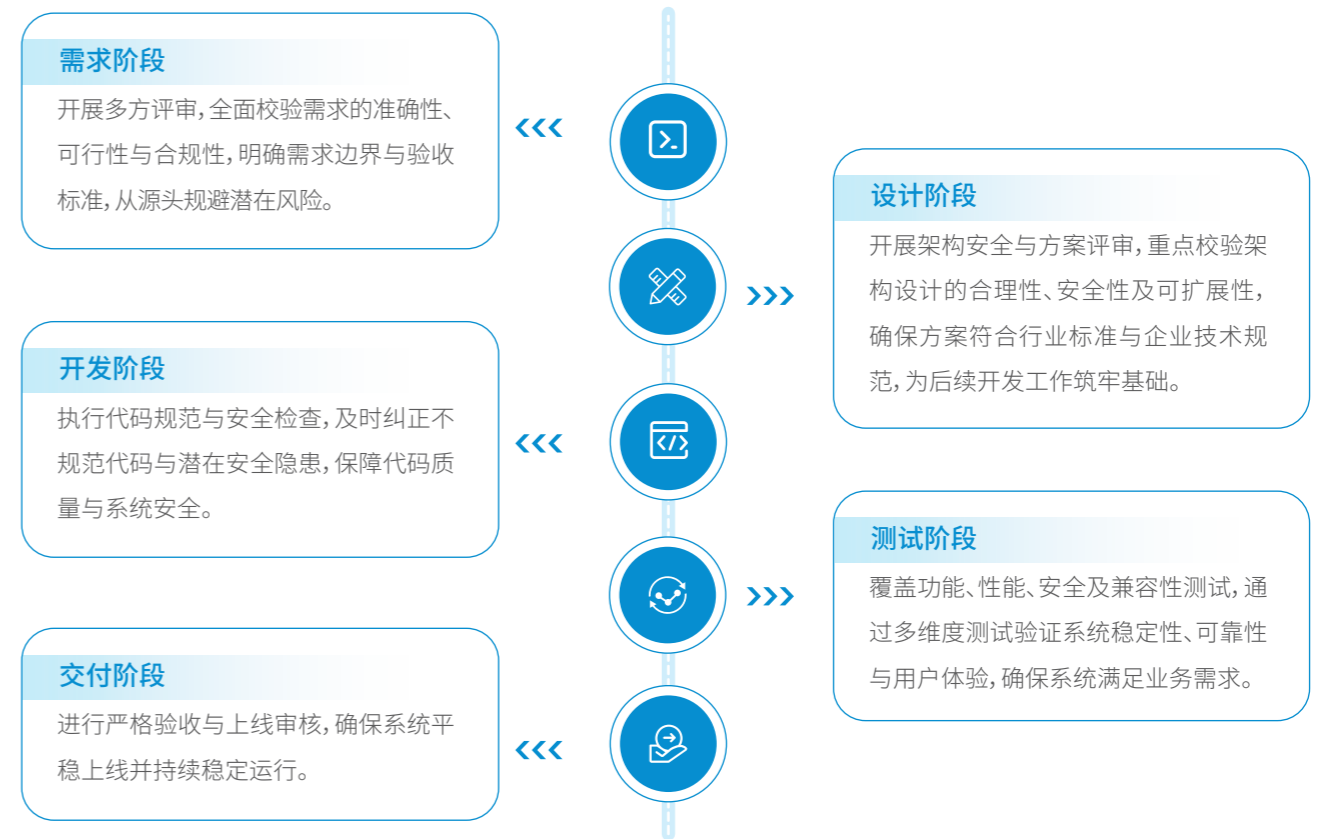 需求阶段
开展多方评审,全面校验需求的准确性、
可行性与合规性,明确需求边界与验收
标准,从源头规避潜在风险。
设计阶段
开展架构安全与方案评审,重点校验架
构设计的合理性、安全性及可扩展性,
确保方案符合行业标准与企业技术规
范,为后续开发工作筑牢基础。
开发阶段
执行代码规范与安全检查,及时纠正不
规范代码与潜在安全隐患,保障代码质
量与系统安全。
测试阶段
覆盖功能、性能、安全及兼容性测试,通
过多维度测试验证系统稳定性、可靠性
与用户体验,确保系统满足业务需求。
交付阶段
进行严格验收与上线审核,确保系统平
稳上线并持续稳定运行。